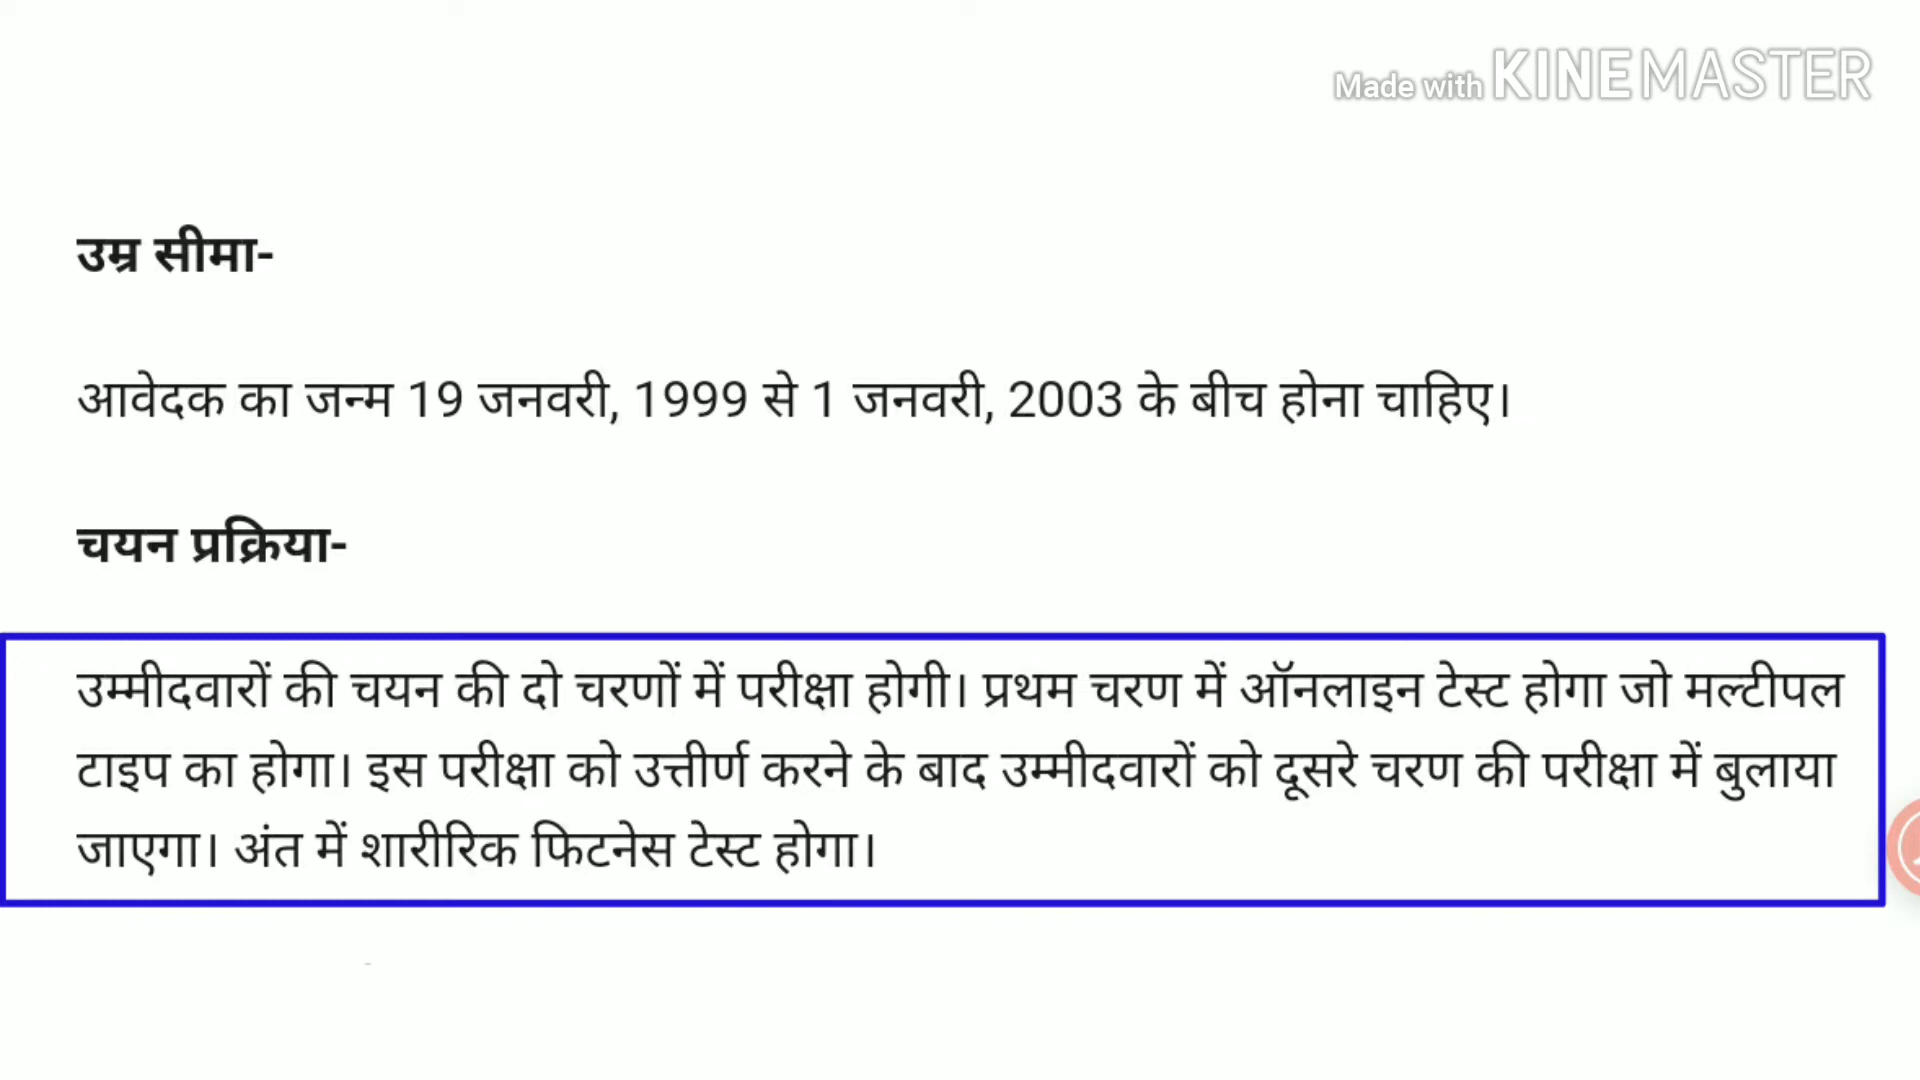 Made with KINEMASTER
उम्र सीमा-
आवेदक का जन्म 19 जनवरी, 1999 से 1 जनवरी, 2003 के बीच होना चाहिए।
चयन प्रक्रिया-
उम्मीदवारों की चयन की दो चरणों में परीक्षा होगी। प्रथम चरण में ऑनलाइन टेस्ट होगा जो मल्टीपल
टाइप का होगा। इस परीक्षा को उत्तीर्ण करने के बाद उम्मीदवारों को दूसरे चरण की परीक्षा में बुलाया
जाएगा। अंत में शारीरिक फिटनेस टेस्ट होगा।